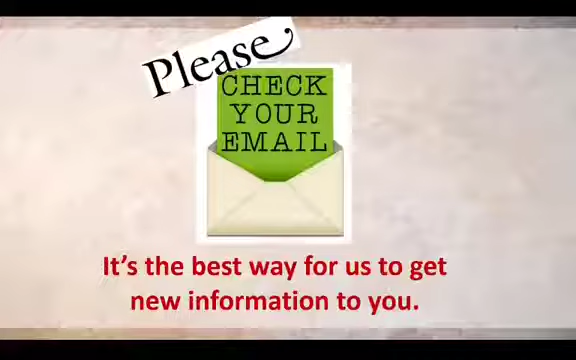 Please
CHECK
YOUR
EMAIL
It's the best way for us to get
new information to you.